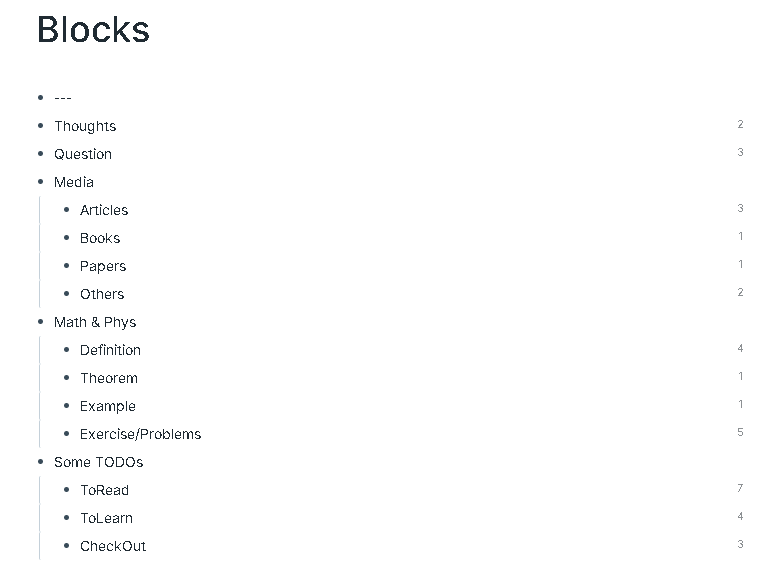 Blocks
• ---
• Thoughts 2
• Question 3
• Media
• Articles 3
• Books 1
• Papers 1
• Others 2
• Math & Phys
• Definition 4
• Theorem 1
• Example 1
• Exercise/Problems 5
• Some TODOs
• ToRead 7
• ToLearn 4
• CheckOut 3